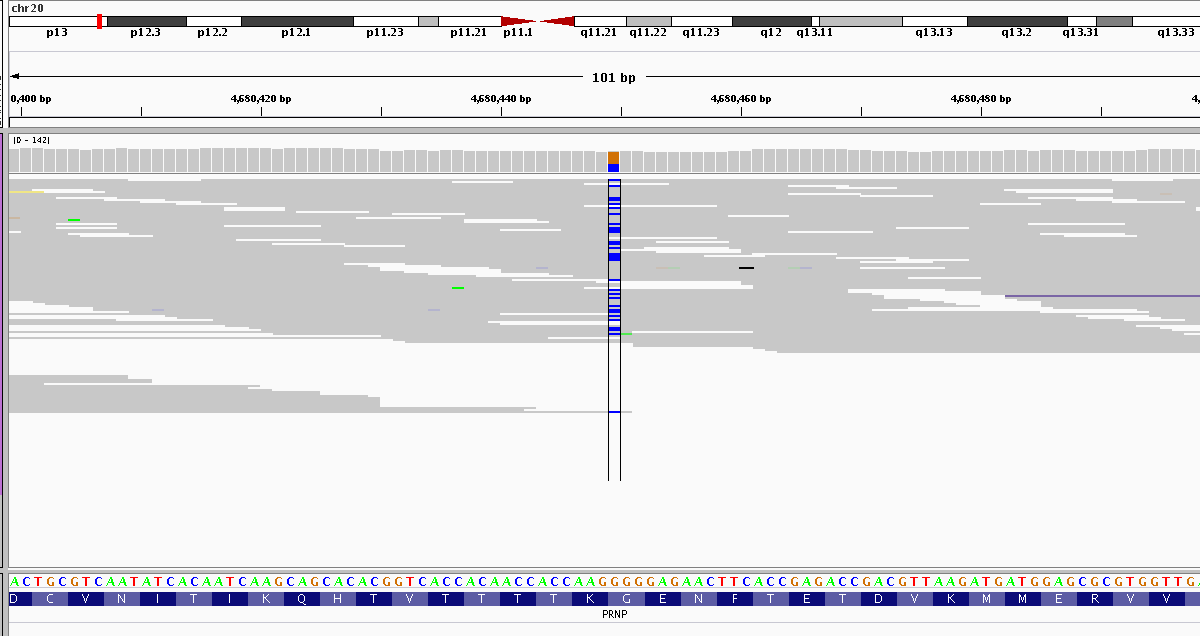 chr20
p13 p12.3 p12.2 p12.1 p11.23 p11.21 p11.1 q11.21 q11.22 q11.23 q12 q13.11 q13.13 q13.2 q13.31 q13.33
101 bp
0,400 bp 4,680,420 bp 4,680,440 bp 4,680,460 bp 4,680,480 bp 4,
[0 - 142]
ACTGCGTCAATATCACAATCAAGCAGCACACGGTCACCACAACCACCAAGGGGGAGAACTTCACCGAGACCGACGTTAAGATGATGGAGCGCGTGGTTGA
D C V N I T I K Q H T V T T T T K G E N F T E T D V K M M E R V V
PRNP